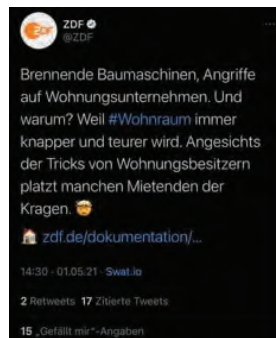 ZDF
@ZDF
Brennende Baumaschinen, Angriffe
auf Wohnungsunternehmen. Und
warum? Weil #Wohnraum immer
knapper und teurer wird. Angesichts
der Tricks von Wohnungsbesitzern
platzt manchen Mietenden der
Kragen. 🤯
🏠 zdf.de/dokumentation/...
14:30 · 01.05.21 · Swat.io
2 Retweets 17 Zitierte Tweets
15 „Gefällt mir“-Angaben